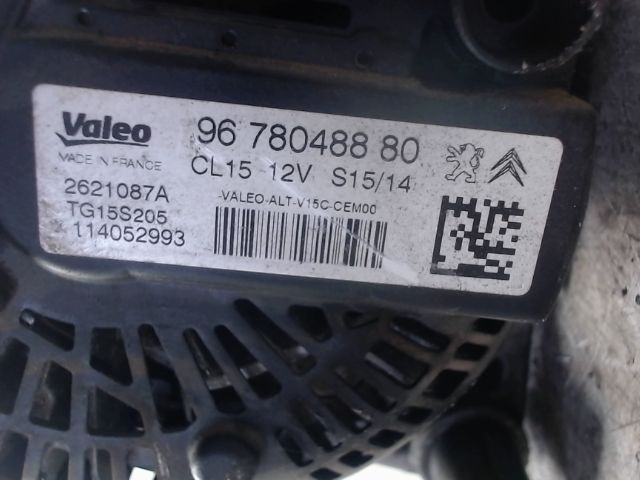 Valeo
MADE IN FRANCE
96 780488 80
CL15 12V S15/14
2621087A
TG15S205
114052993
-VALEO-ALT-V15C-CEM00